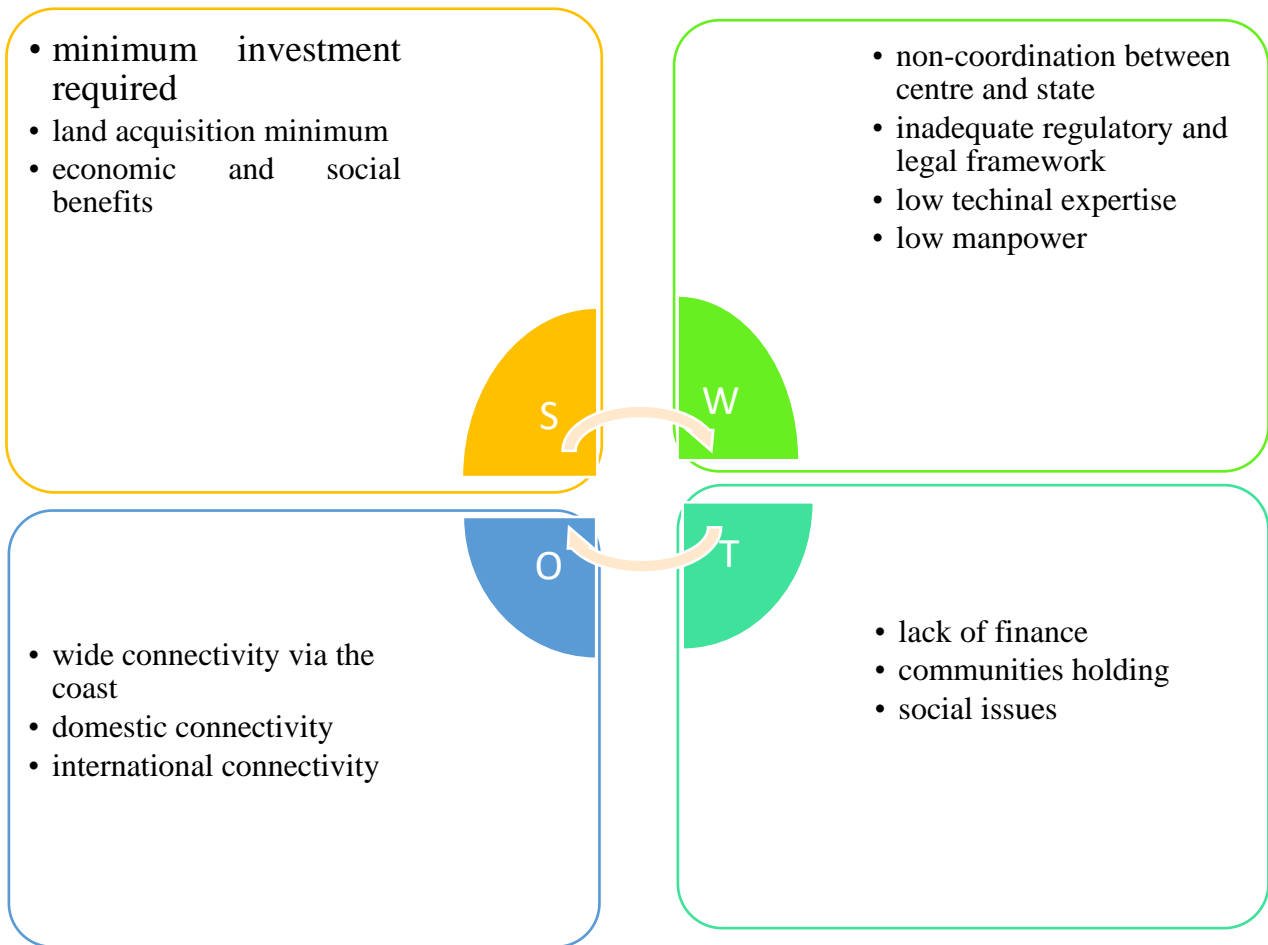 • minimum investment
required
• land acquisition minimum
• economic and social
benefits
• non-coordination between
centre and state
• inadequate regulatory and
legal framework
• low techinal expertise
• low manpower
S
W
O
T
• wide connectivity via the
coast
• domestic connectivity
• international connectivity
• lack of finance
• communities holding
• social issues